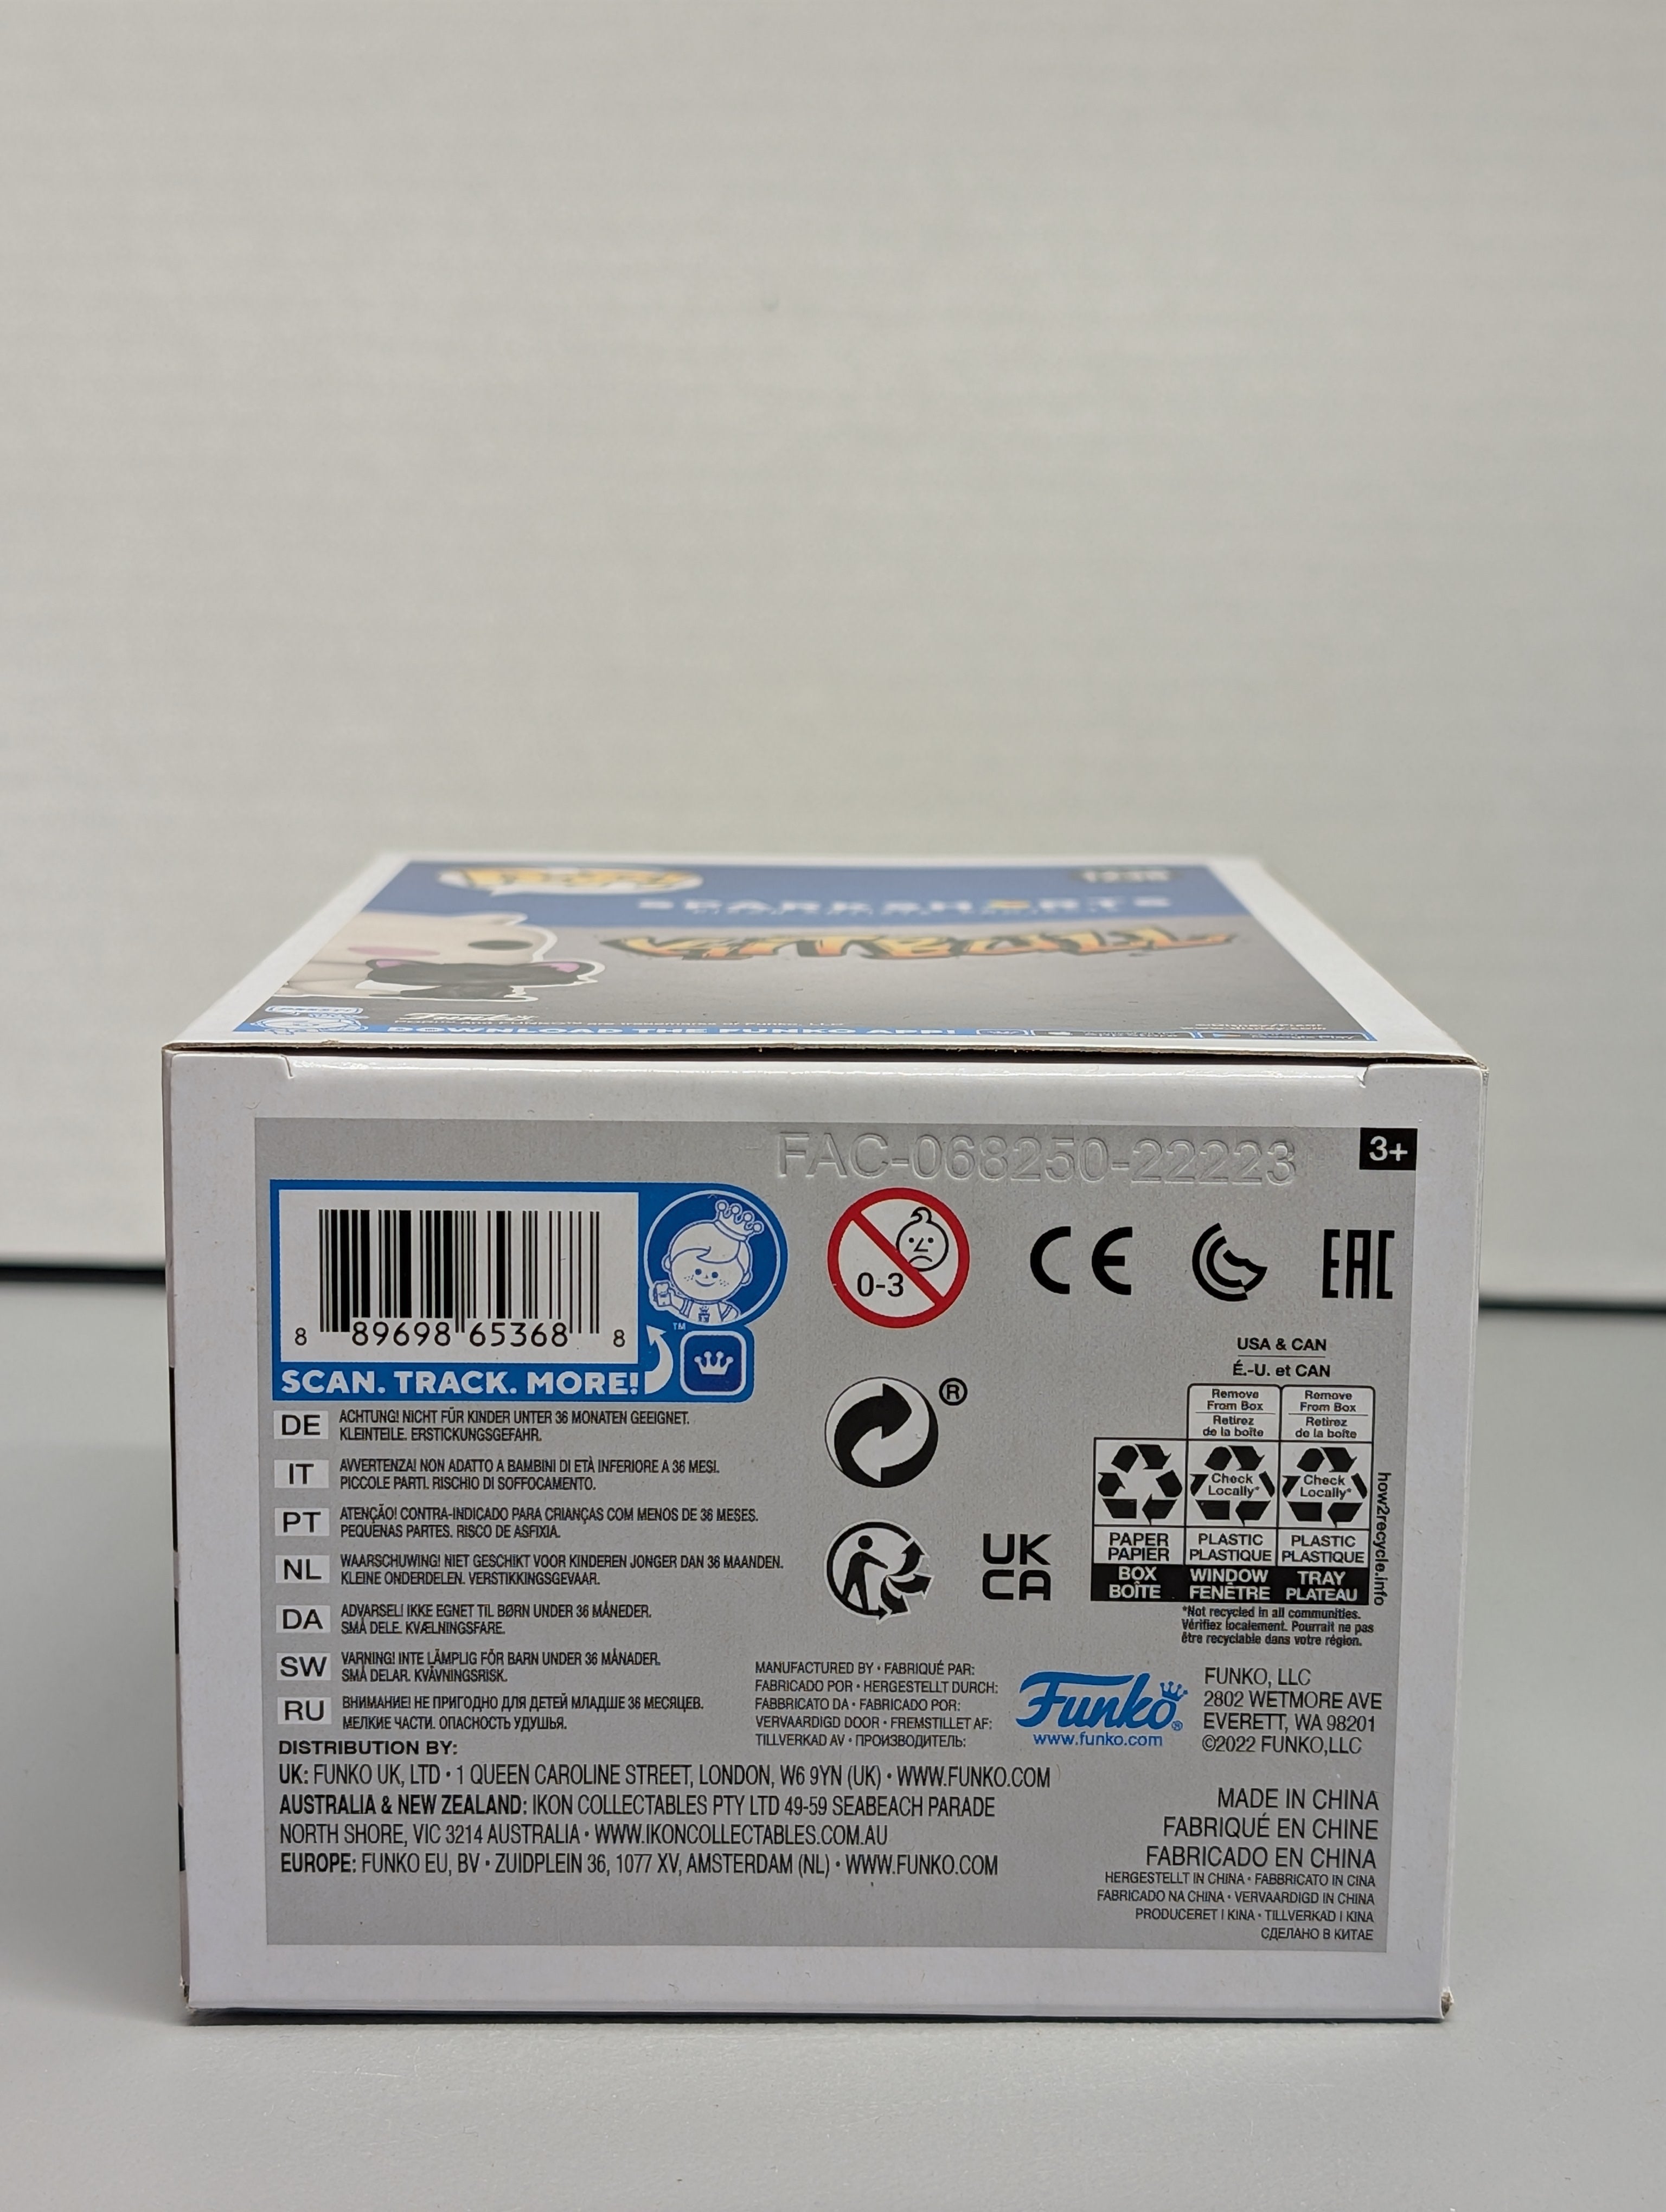 SPARKSHORTS
DOWNLOAD THE FUNKO APP!
FAC-068250-22223
3+
8 89698 65368 8
™
SCAN. TRACK. MORE!
0-3
CE
EAC
USA & CAN
É.-U. et CAN
Remove From Box
Retirez de la boîte
Remove From Box
Retirez de la boîte
Check Locally*
Check Locally*
PAPER
PAPIER
PLASTIC
PLASTIQUE
PLASTIC
PLASTIQUE
BOX
BOÎTE
WINDOW
FENÊTRE
TRAY
PLATEAU
how2recycle.info
*Not recycled in all communities.
Vérifiez localement. Pourrait ne pas
être recyclable dans votre région.
®
UK
CA
DE ACHTUNG! NICHT FÜR KINDER UNTER 36 MONATEN GEEIGNET.
KLEINTEILE. ERSTICKUNGSGEFAHR.
IT AVVERTENZA! NON ADATTO A BAMBINI DI ETÀ INFERIORE A 36 MESI.
PICCOLE PARTI. RISCHIO DI SOFFOCAMENTO.
PT ATENÇÃO! CONTRA-INDICADO PARA CRIANÇAS COM MENOS DE 36 MESES.
PEQUENAS PARTES. RISCO DE ASFIXIA.
NL WAARSCHUWING! NIET GESCHIKT VOOR KINDEREN JONGER DAN 36 MAANDEN.
KLEINE ONDERDELEN. VERSTIKKINGSGEVAAR.
DA ADVARSEL! IKKE EGNET TIL BØRN UNDER 36 MÅNEDER.
SMÅ DELE. KVÆLNINGSFARE.
SW VARNING! INTE LÄMPLIG FÖR BARN UNDER 36 MÅNADER.
SMÅ DELAR. KVÄVNINGSRISK.
RU ВНИМАНИЕ! НЕ ПРИГОДНО ДЛЯ ДЕТЕЙ МЛАДШЕ 36 МЕСЯЦЕВ.
МЕЛКИЕ ЧАСТИ. ОПАСНОСТЬ УДУШЬЯ.
MANUFACTURED BY • FABRIQUÉ PAR:
FABRICADO POR • HERGESTELLT DURCH:
FABBRICATO DA • FABRICADO POR:
VERVAARDIGD DOOR • FREMSTILLET AF:
TILLVERKAD AV • ПРОИЗВОДИТЕЛЬ:
Funko®
www.funko.com
FUNKO, LLC
2802 WETMORE AVE
EVERETT, WA 98201
©2022 FUNKO,LLC
DISTRIBUTION BY:
UK: FUNKO UK, LTD • 1 QUEEN CAROLINE STREET, LONDON, W6 9YN (UK) • WWW.FUNKO.COM
AUSTRALIA & NEW ZEALAND: IKON COLLECTABLES PTY LTD 49-59 SEABEACH PARADE
NORTH SHORE, VIC 3214 AUSTRALIA • WWW.IKONCOLLECTABLES.COM.AU
EUROPE: FUNKO EU, BV • ZUIDPLEIN 36, 1077 XV, AMSTERDAM (NL) • WWW.FUNKO.COM
MADE IN CHINA
FABRIQUÉ EN CHINE
FABRICADO EN CHINA
HERGESTELLT IN CHINA • FABBRICATO IN CINA
FABRICADO NA CHINA • VERVAARDIGD IN CHINA
PRODUCERET I KINA • TILLVERKAD I KINA
СДЕЛАНО В КИТАЕ